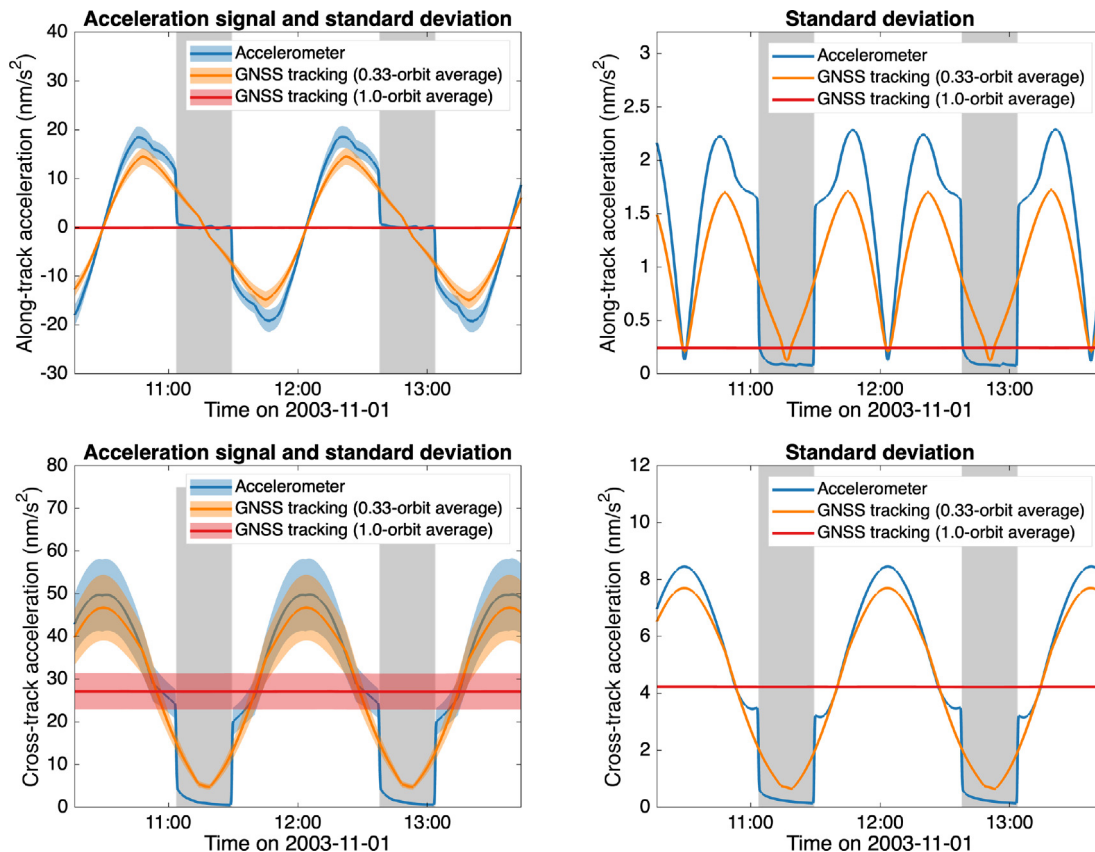 Acceleration signal and standard deviation
Along-track acceleration (nm/s²)
40
30
20
10
0
-10
-20
-30
Accelerometer
GNSS tracking (0.33-orbit average)
GNSS tracking (1.0-orbit average)
11:00 12:00 13:00
Time on 2003-11-01
Standard deviation
Along-track acceleration (nm/s²)
3
2.5
2
1.5
1
0.5
0
Accelerometer
GNSS tracking (0.33-orbit average)
GNSS tracking (1.0-orbit average)
11:00 12:00 13:00
Time on 2003-11-01
Acceleration signal and standard deviation
Cross-track acceleration (nm/s²)
80
70
60
50
40
30
20
10
0
Accelerometer
GNSS tracking (0.33-orbit average)
GNSS tracking (1.0-orbit average)
11:00 12:00 13:00
Time on 2003-11-01
Standard deviation
Cross-track acceleration (nm/s²)
12
10
8
6
4
2
0
Accelerometer
GNSS tracking (0.33-orbit average)
GNSS tracking (1.0-orbit average)
11:00 12:00 13:00
Time on 2003-11-01